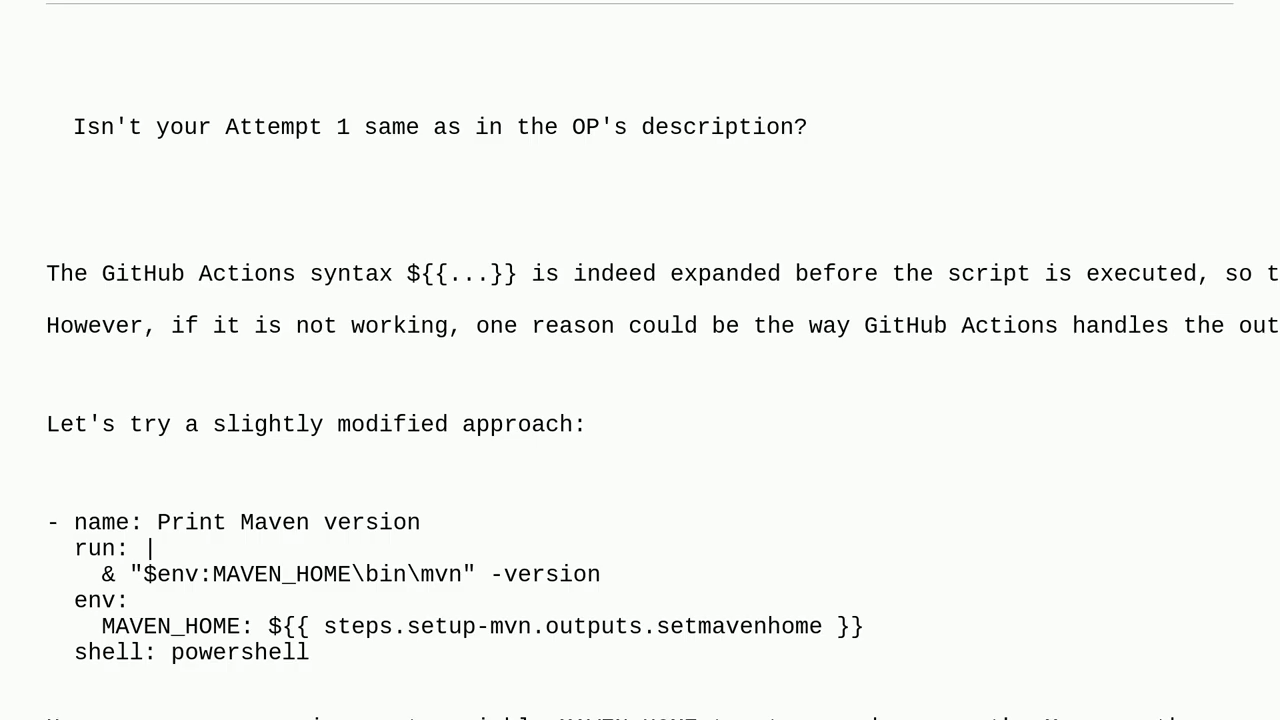 Isn't your Attempt 1 same as in the OP's description?
The GitHub Actions syntax ${{...}} is indeed expanded before the script is executed, so
However, if it is not working, one reason could be the way GitHub Actions handles the
Let's try a slightly modified approach:
- name: Print Maven version
  run: |
    & "$env:MAVEN_HOME\bin\mvn" -version
  env:
    MAVEN_HOME: ${{ steps.setup-mvn.outputs.setmavenhome }}
  shell: powershell